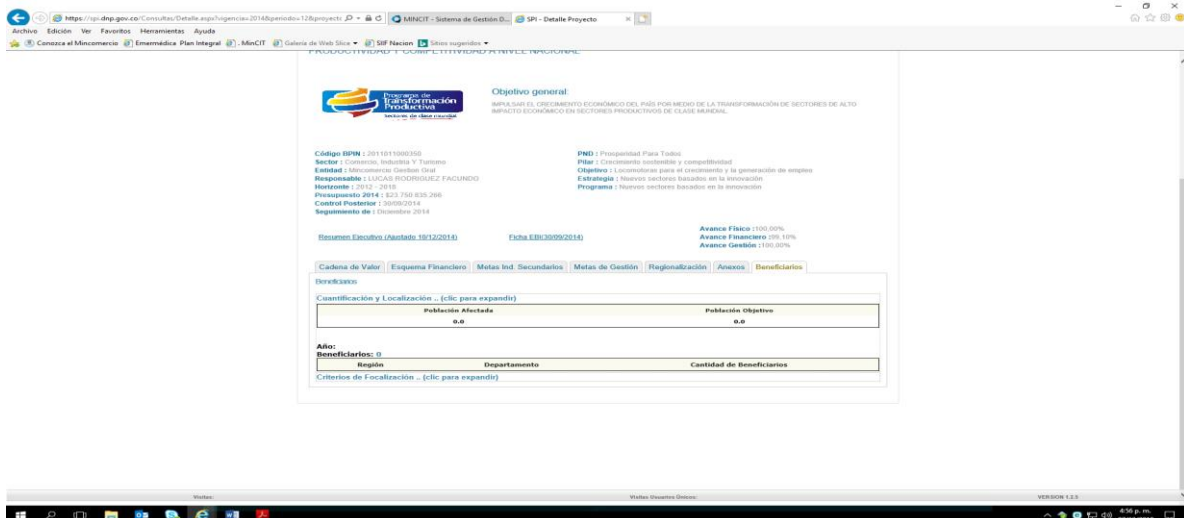 https://spi.dnp.gov.co/Consultas/Detalle.aspx?vigencia=2014&periodo=12&proyect
MINCIT - Sistema de Gestión D...
SPI - Detalle Proyecto
Archivo Edición Ver Favoritos Herramientas Ayuda
Conozca el Mincomercio Emermédica Plan Integral . MinCIT Galería de Web Slice SIIF Nacion Sitios sugeridos
PRODUCTIVIDAD Y COMPETITIVIDAD A NIVEL NACIONAL
Programa de
Transformación
Productiva
Sectores de clase mundial
Objetivo general:
IMPULSAR EL CRECIMIENTO ECONÓMICO DEL PAÍS POR MEDIO DE LA TRANSFORMACIÓN DE SECTORES DE ALTO
IMPACTO ECONÓMICO EN SECTORES PRODUCTIVOS DE CLASE MUNDIAL
Código BPIN : 2011011000350
Sector : Comercio, Industria Y Turismo
Entidad : Mincomercio Gestion Gral
Responsable : LUCAS RODRIGUEZ FACUNDO
Horizonte : 2012 - 2018
Presupuesto 2014 : $23.750.835.266
Control Posterior : 30/09/2014
Seguimiento de : Diciembre 2014
PND : Prosperidad Para Todos
Pilar : Crecimiento sostenible y competitividad
Objetivo : Locomotoras para el crecimiento y la generación de empleo
Estrategia : Nuevos sectores basados en la innovación
Programa : Nuevos sectores basados en la innovación
Resumen Ejecutivo (Ajustado 10/12/2014)
Ficha EBI(30/09/2014)
Avance Físico :100,00%
Avance Financiero :99,10%
Avance Gestión :100,00%
Cadena de Valor Esquema Financiero Metas Ind. Secundarios Metas de Gestión Regionalización Anexos Beneficiarios
Beneficiarios
Cuantificación y Localización .. (clic para expandir)
Población Afectada Población Objetivo
0.0 0.0
Año:
Beneficiarios: 0
Región Departamento Cantidad de Beneficiarios
Criterios de Focalización .. (clic para expandir)
Visitas: Visitas Usuarios Únicos: VERSION 1.2.5
4:56 p. m.